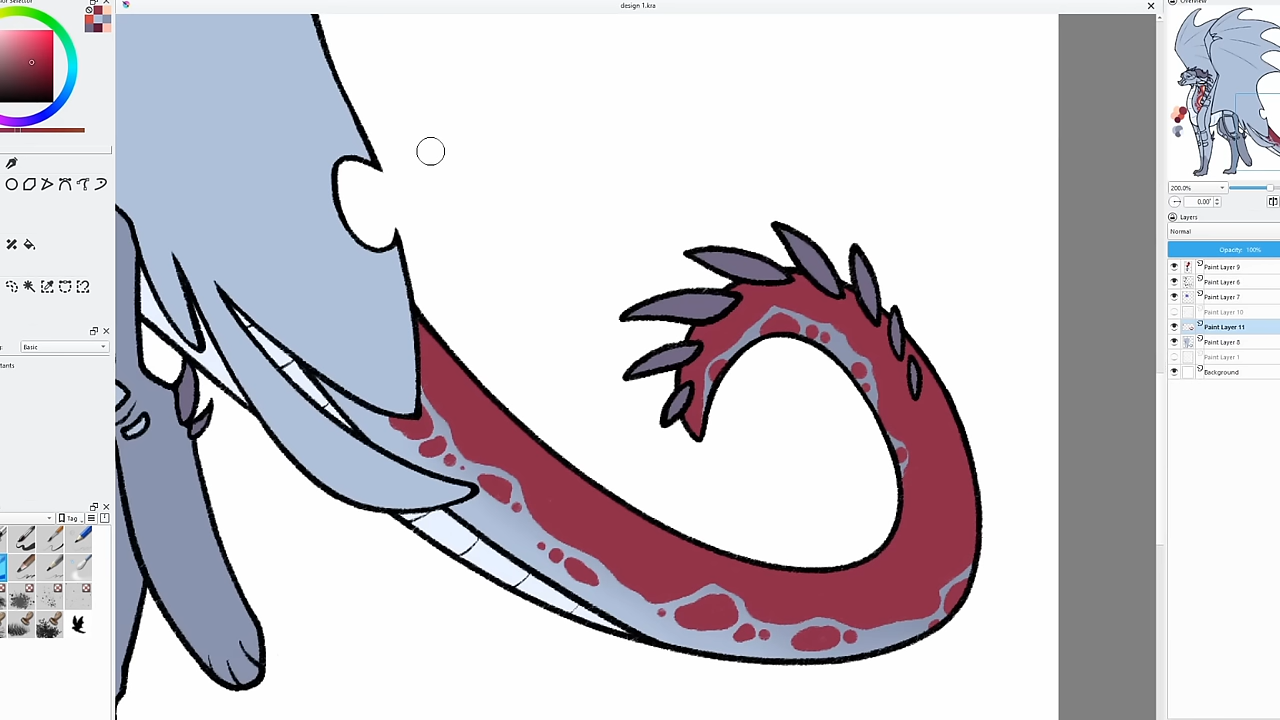 design 1.kra
Overview
200.0%
0.00°
Layers
Normal
Opacity: 100%
Paint Layer 9
Paint Layer 6
Paint Layer 7
Paint Layer 10
Paint Layer 11
Paint Layer 8
Paint Layer 1
Background
Basic
Tag